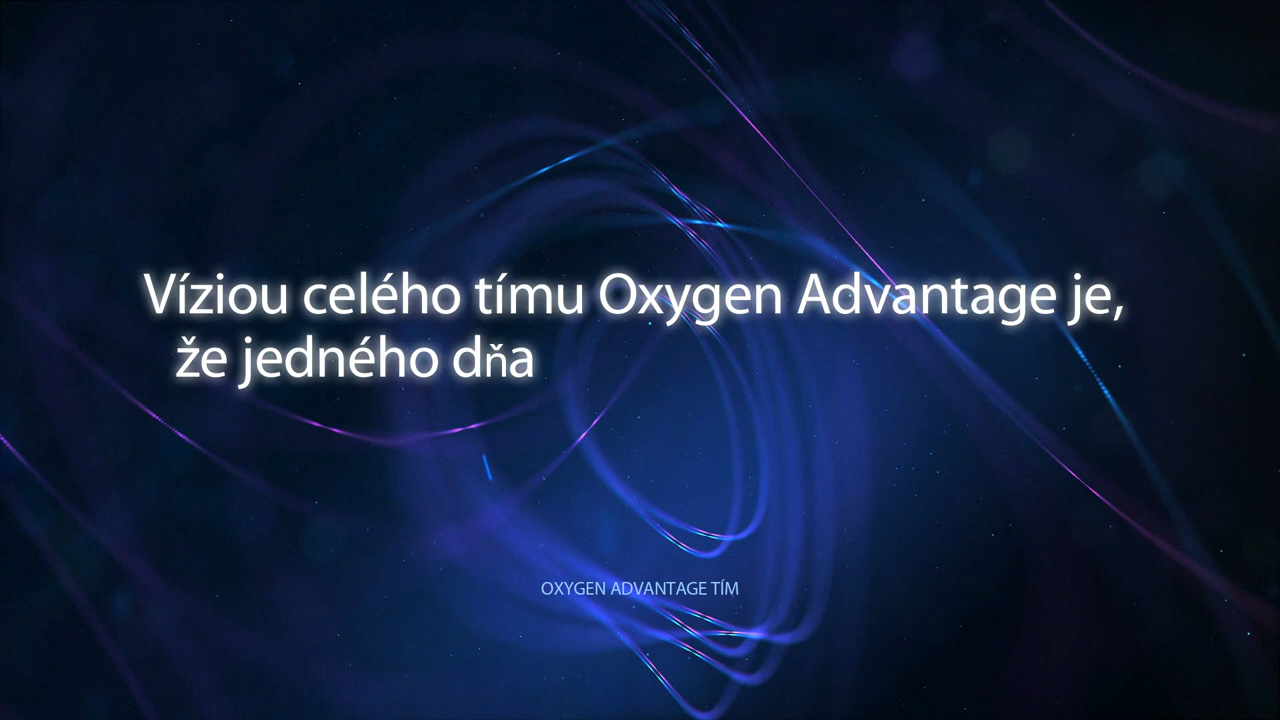 Víziou celého tímu Oxygen Advantage je,
že jedného dňa
OXYGEN ADVANTAGE TÍM